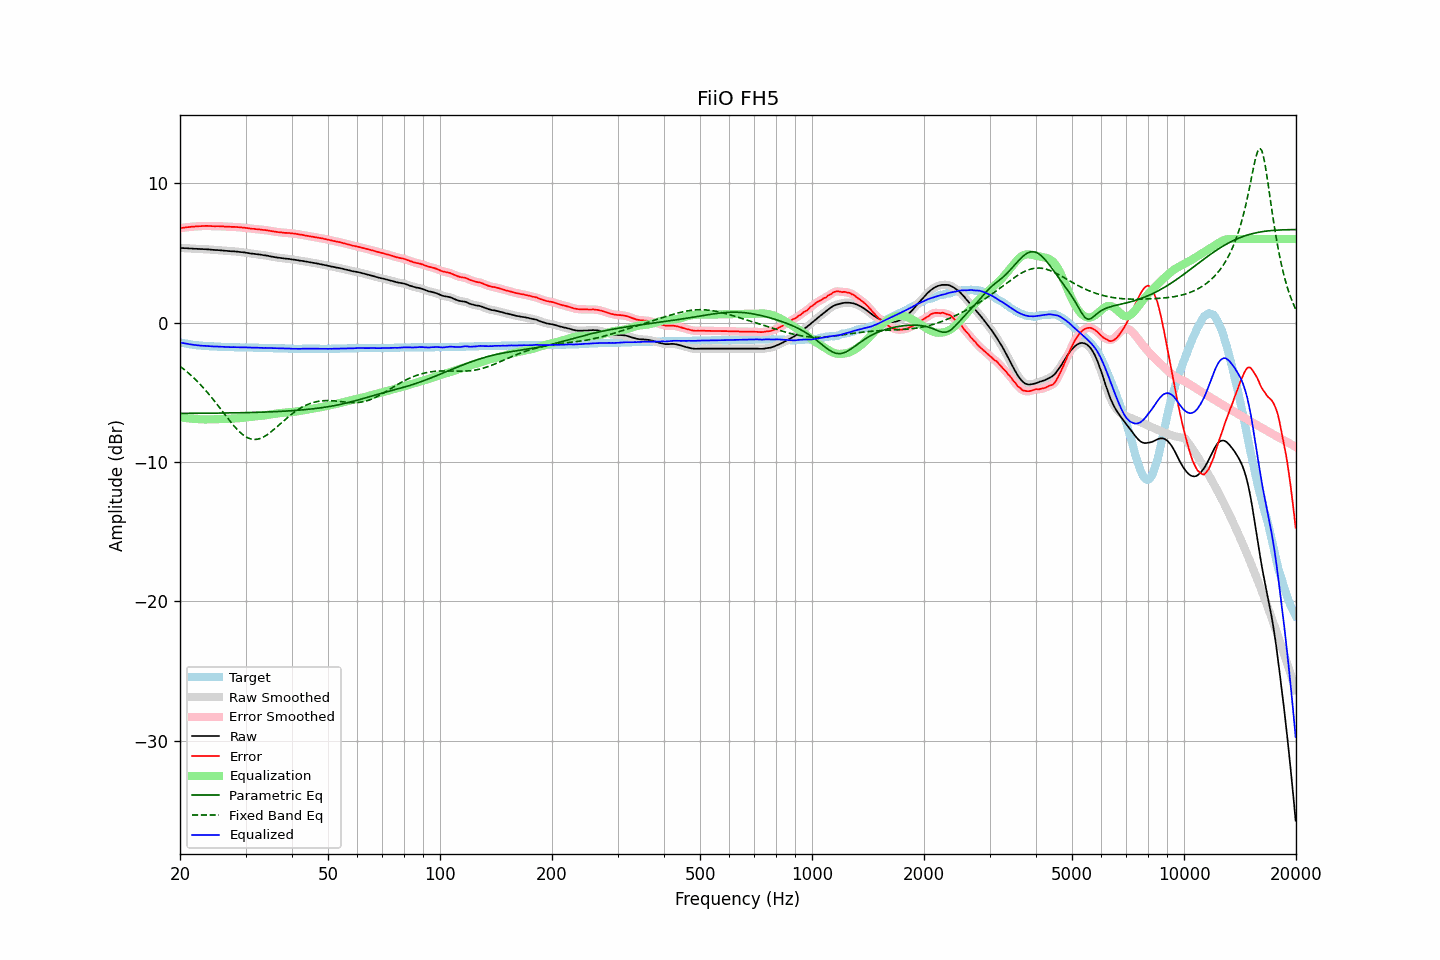 FiiO FH5
Amplitude (dBr)
10
0
−10
−20
−30
Target
Raw Smoothed
Error Smoothed
Raw
Error
Equalization
Parametric Eq
Fixed Band Eq
Equalized
20 50 100 200 500 1000 2000 5000 10000 20000
Frequency (Hz)